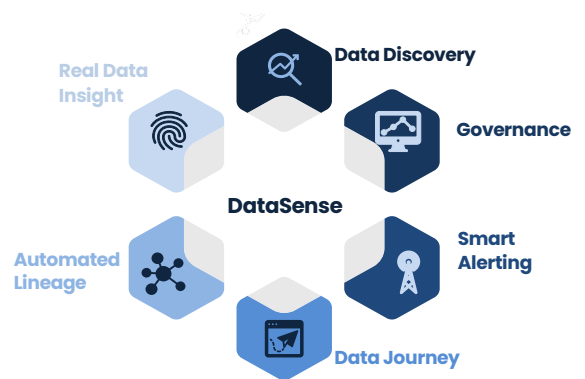 Data Discovery
Real Data
Insight
Governance
DataSense
Smart
Alerting
Automated
Lineage
Data Journey